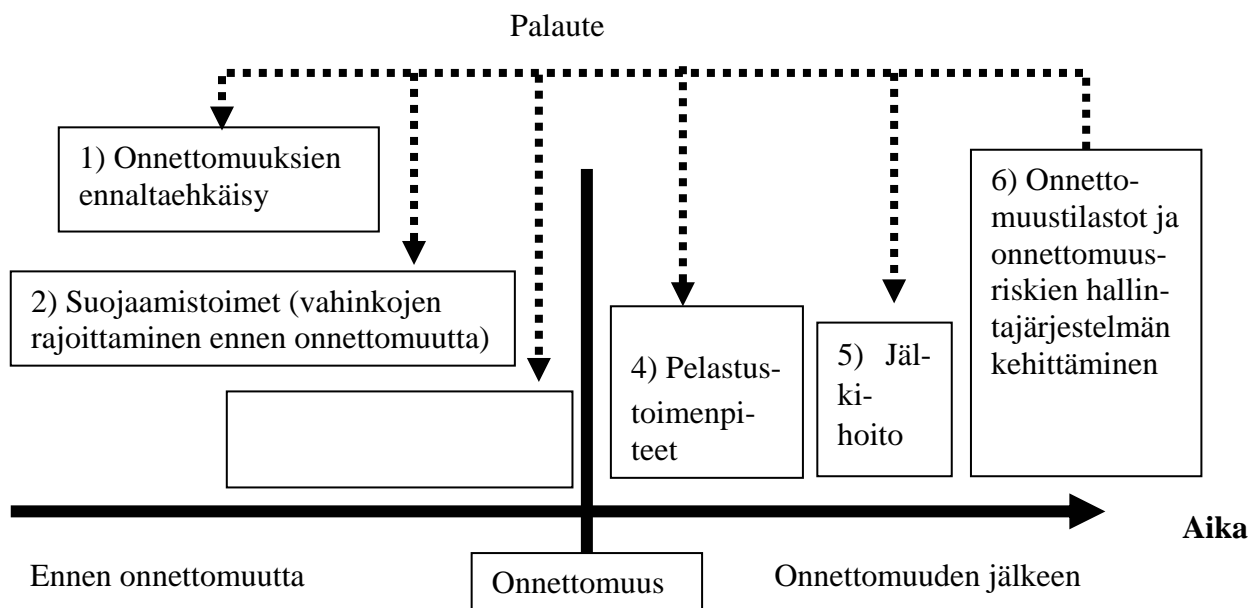 Palaute
1) Onnettomuuksien
ennaltaehkäisy
2) Suojaamistoimet (vahinkojen
rajoittaminen ennen onnettomuutta)
4) Pelastus-
toimenpi-
teet
5) Jäl-
ki-
hoito
6) Onnetto-
muustilastot ja
onnettomuus-
riskien hallin-
tajärjestelmän
kehittäminen
Aika
Ennen onnettomuutta
Onnettomuus
Onnettomuuden jälkeen